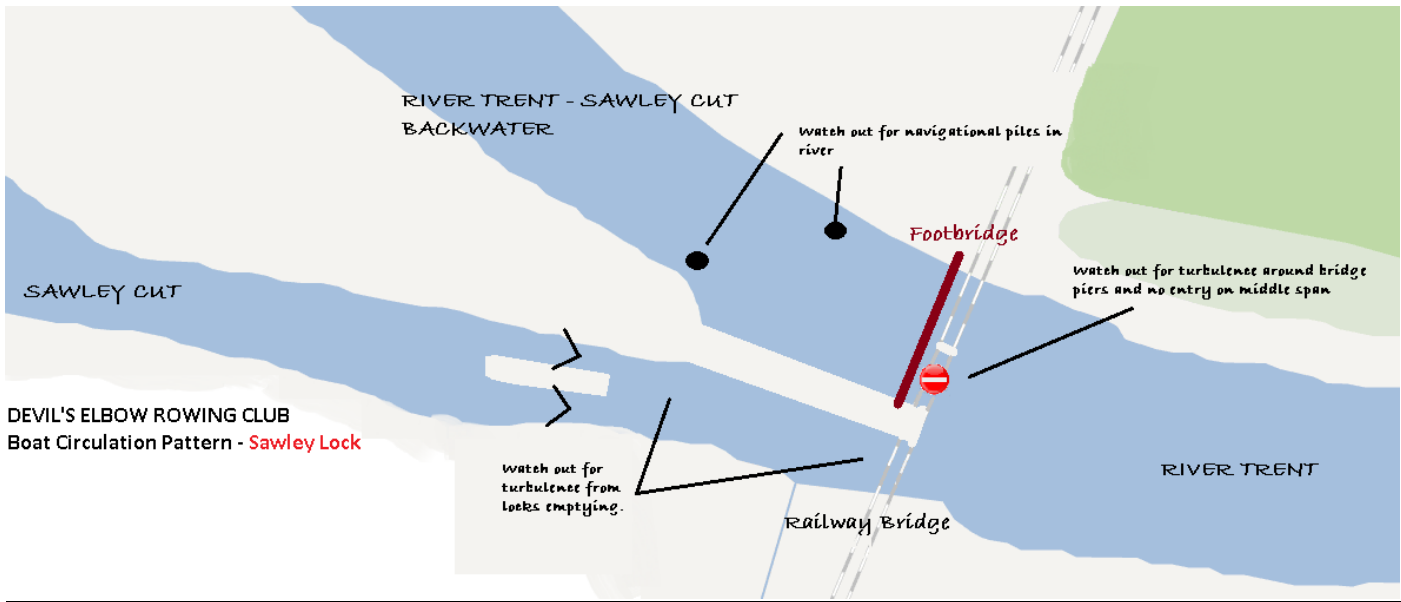 RIVER TRENT - SAWLEY CUT
BACKWATER
Watch out for navigational piles in
river
Footbridge
Watch out for turbulence around bridge
piers and no entry on middle span
SAWLEY CUT
DEVIL'S ELBOW ROWING CLUB
Boat Circulation Pattern - Sawley Lock
Watch out for
turbulence from
locks emptying.
RIVER TRENT
Railway Bridge